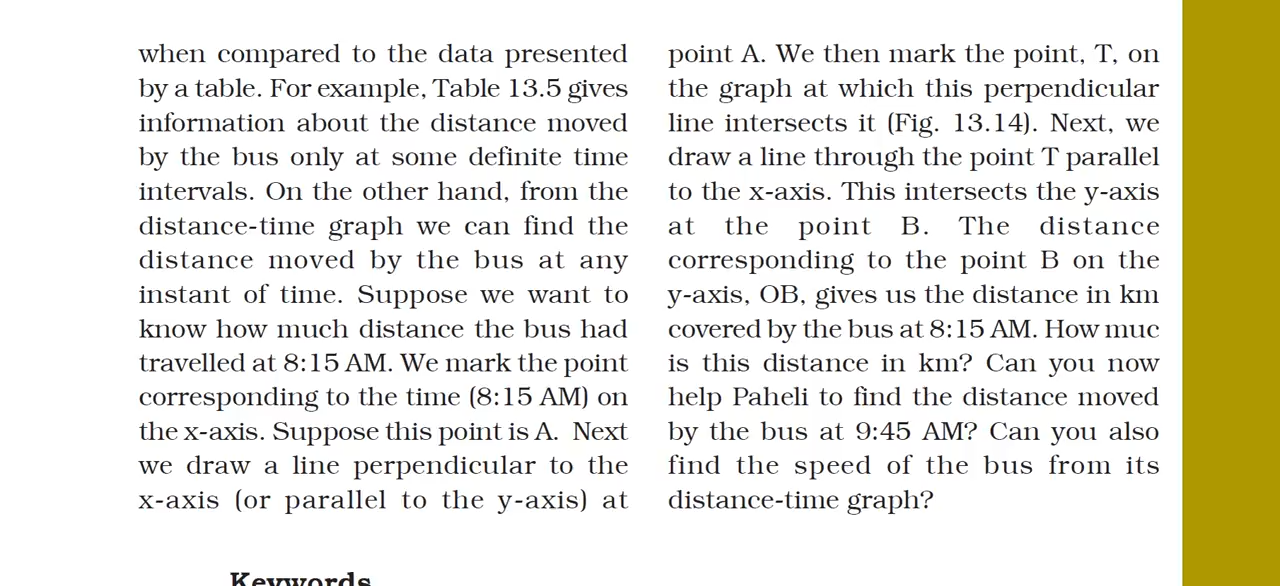 when compared to the data presented
by a table. For example, Table 13.5 gives
information about the distance moved
by the bus only at some definite time
intervals. On the other hand, from the
distance-time graph we can find the
distance moved by the bus at any
instant of time. Suppose we want to
know how much distance the bus had
travelled at 8:15 AM. We mark the point
corresponding to the time (8:15 AM) on
the x-axis. Suppose this point is A. Next
we draw a line perpendicular to the
x-axis (or parallel to the y-axis) at
point A. We then mark the point, T, on
the graph at which this perpendicular
line intersects it (Fig. 13.14). Next, we
draw a line through the point T parallel
to the x-axis. This intersects the y-axis
at the point B. The distance
corresponding to the point B on the
y-axis, OB, gives us the distance in km
covered by the bus at 8:15 AM. How muc
is this distance in km? Can you now
help Paheli to find the distance moved
by the bus at 9:45 AM? Can you also
find the speed of the bus from its
distance-time graph?
Keywords